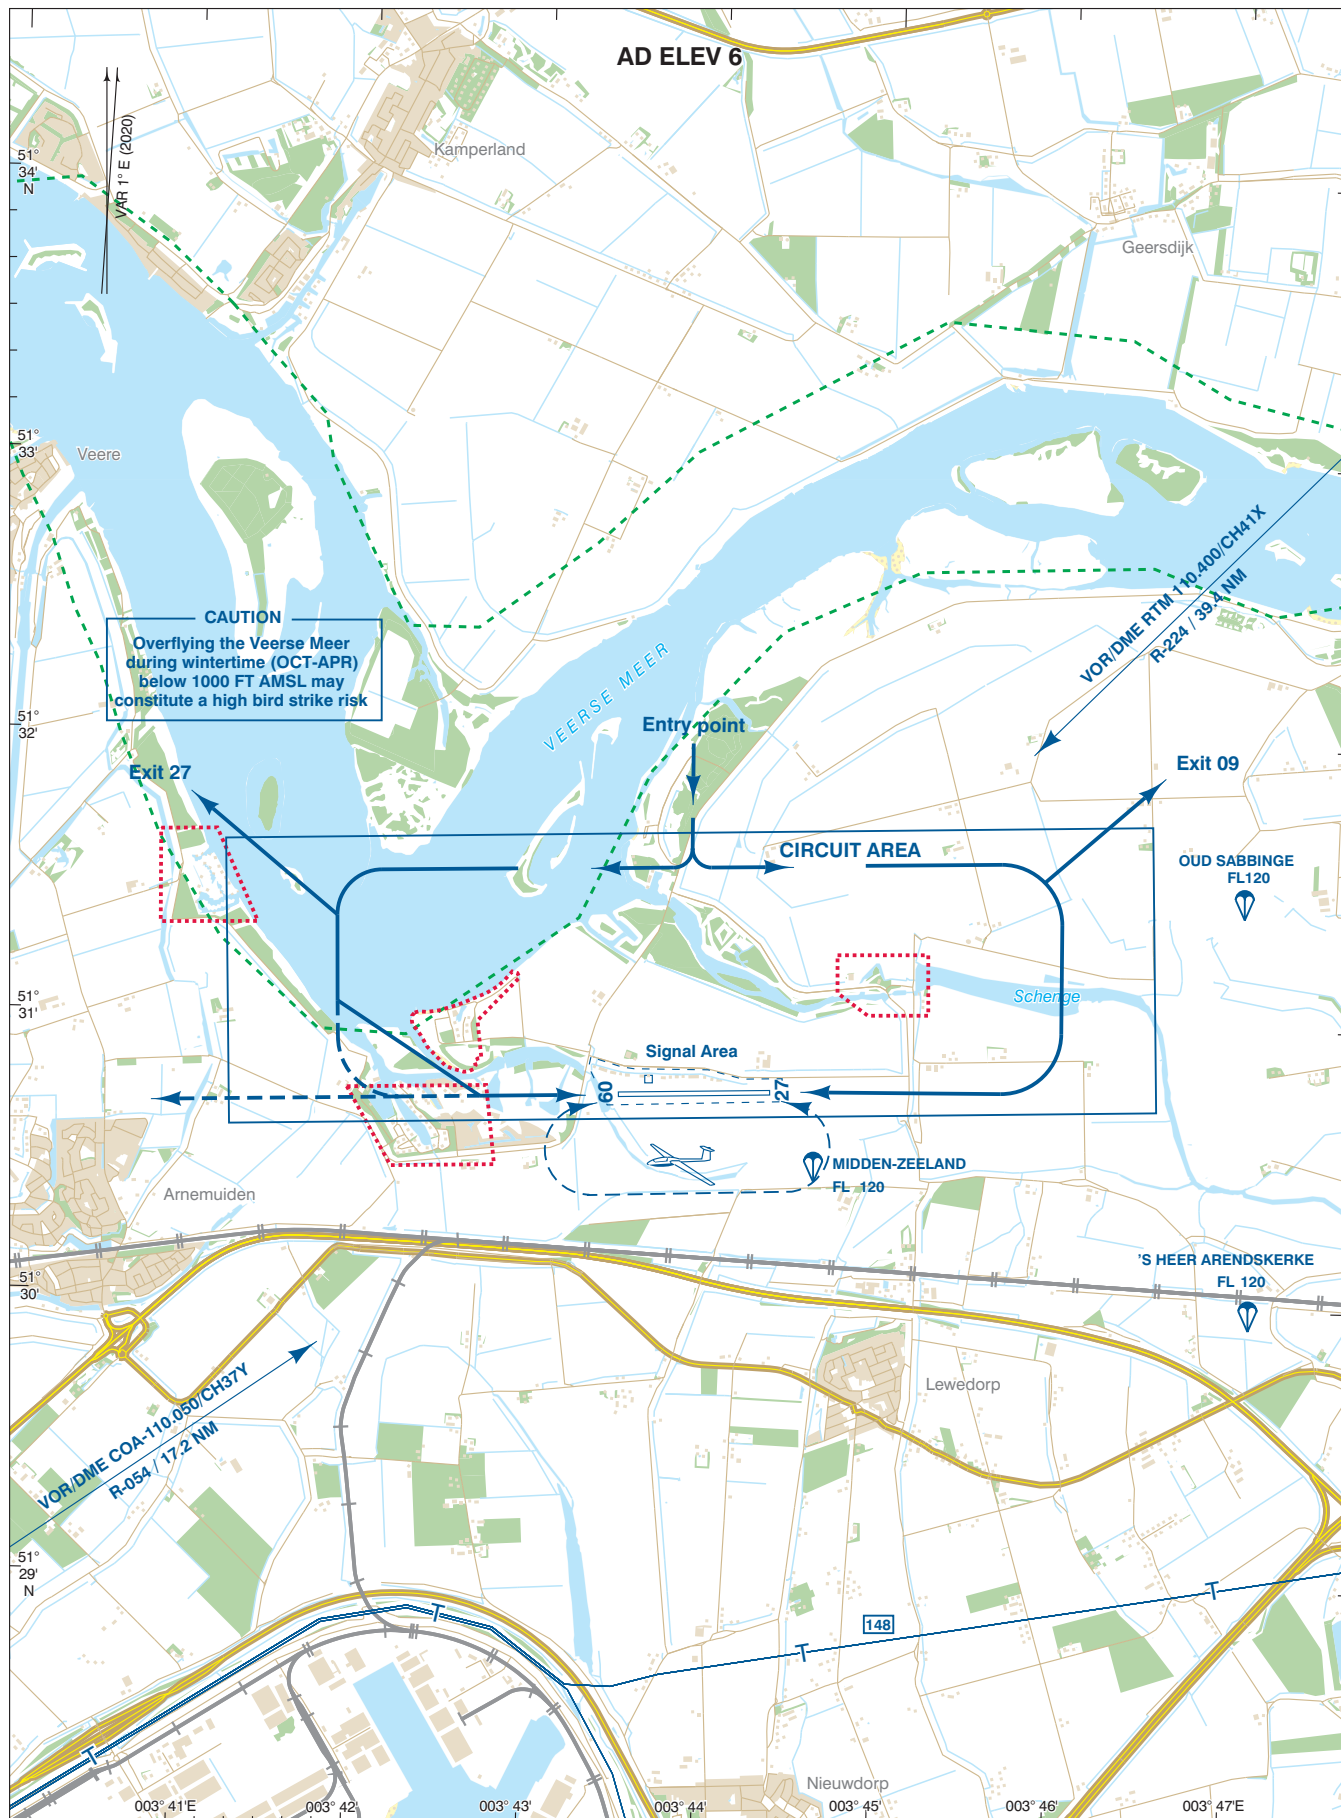 AD ELEV 6
VAR 1° E (2020)
Kamperland
51°
34'
N
Geersdijk
51°
33'
Veere
VOR/DME RTM 110.400/CH41X
R-224 / 39.4 NM
CAUTION
Overflying the Veerse Meer
during wintertime (OCT-APR)
below 1000 FT AMSL may
constitute a high bird strike risk
VEERSE MEER
51°
32'
Entry point
Exit 27
Exit 09
CIRCUIT AREA
OUD SABBINGE
FL120
51°
31'
Schenge
Signal Area
09
27
MIDDEN-ZEELAND
FL 120
Arnemuiden
51°
30'
'S HEER ARENDSKERKE
FL 120
Lewedorp
VOR/DME COA-110.050/CH37Y
R-054 / 17.2 NM
51°
29'
N
T
T
148
T
T
Nieuwdorp
003° 41'E
003° 42'
003° 43'
003° 44'
003° 45'
003° 46'
003° 47'E